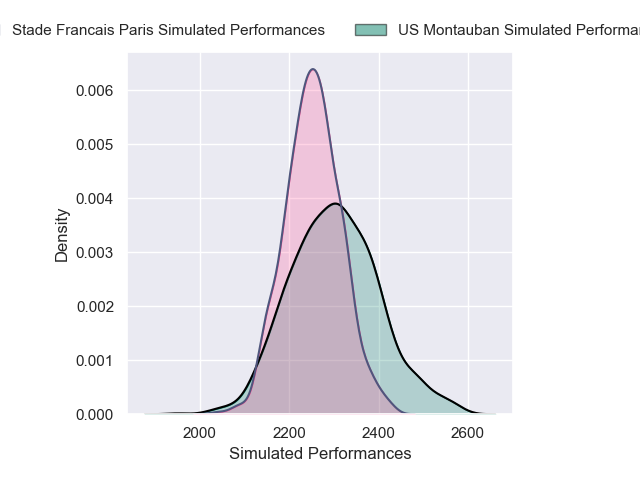 Stade Francais Paris Simulated Performances
US Montauban Simulated
0.006
0.005
0.004
0.003
0.002
0.001
0.000
Density
2000 2200 2400 2600
Simulated Performances